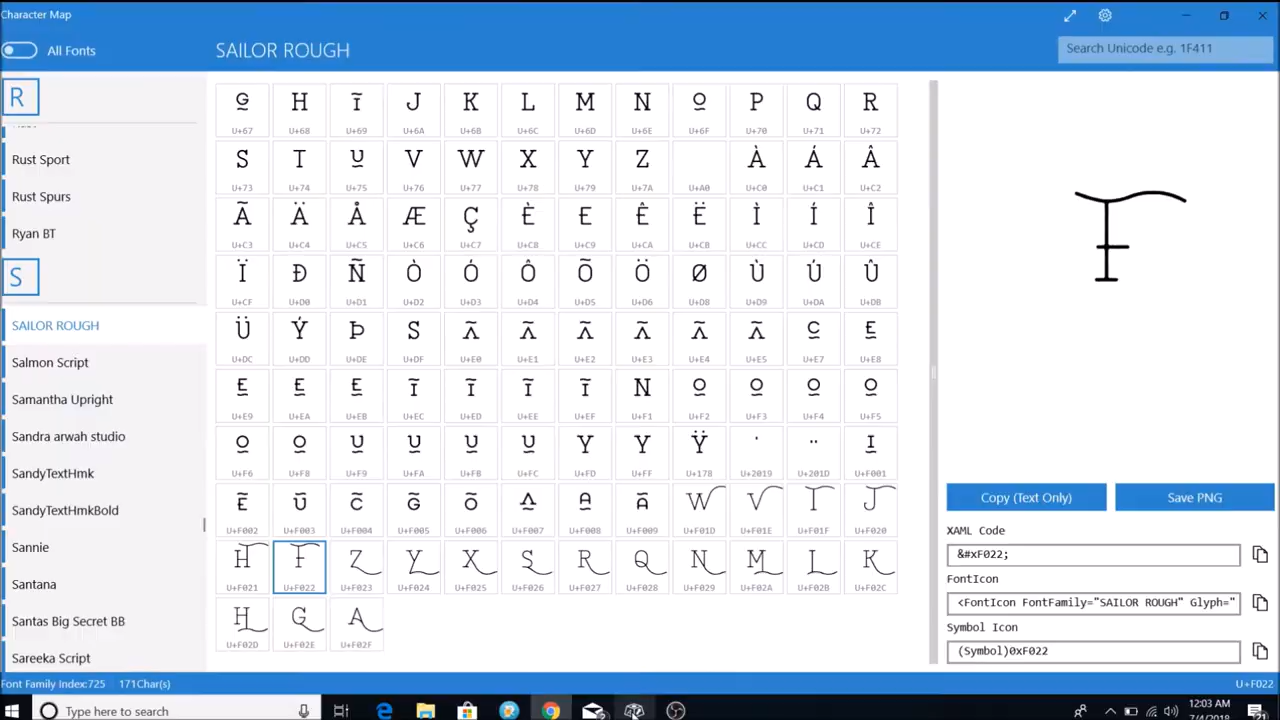 Character Map
All Fonts
SAILOR ROUGH
Search Unicode e.g. 1F411
R
Rust Sport
Rust Spurs
Ryan BT
S
SAILOR ROUGH
Salmon Script
Samantha Upright
Sandra arwah studio
SandyTextHmk
SandyTextHmkBold
Sannie
Santana
Santas Big Secret BB
Sareeka Script
G H I J K L M N O P Q R
U+67 U+68 U+69 U+6A U+6B U+6C U+6D U+6E U+6F U+70 U+71 U+72
S T U V W X Y Z À Á Â
U+73 U+74 U+75 U+76 U+77 U+78 U+79 U+7A U+A0 U+C0 U+C1 U+C2
Ã Ä Å Æ Ç È E Ê Ë Ì Í Î
U+C3 U+C4 U+C5 U+C6 U+C7 U+C8 U+C9 U+CA U+CB U+CC U+CD U+CE
Ï Ð Ñ Ò Ó Ô Õ Ö Ø Ù Ú Û
U+CF U+D0 U+D1 U+D2 U+D3 U+D4 U+D5 U+D6 U+D8 U+D9 U+DA U+DB
Ü Ý Þ S Ã Ã Ã Ã Ã Ã C E
U+DC U+DD U+DE U+DF U+E0 U+E1 U+E2 U+E3 U+E4 U+E5 U+E7 U+E8
E E E I I I I N O O O O
U+E9 U+EA U+EB U+EC U+ED U+EE U+EF U+F1 U+F2 U+F3 U+F4 U+F5
O O U U U U Y Y Ÿ ' '' I
U+F6 U+F8 U+F9 U+FA U+FB U+FC U+FD U+FF U+178 U+2019 U+201D U+F001
E U C G O A A A W V T J
U+F002 U+F003 U+F004 U+F005 U+F006 U+F007 U+F008 U+F009 U+F01D U+F01E U+F01F U+F020
H F Z Y X S R Q N M L K
U+F021 U+F022 U+F023 U+F024 U+F025 U+F026 U+F027 U+F028 U+F029 U+F02A U+F02B U+F02C
H G A
U+F02D U+F02E U+F02F
F
Copy (Text Only) Save PNG
XAML Code
&#xF022;
FontIcon
<FontIcon FontFamily="SAILOR ROUGH" Glyph="
Symbol Icon
(Symbol)0xF022
Font Family Index:725 171Char(s)
U+F022
Type here to search
12:03 AM
7/4/2018